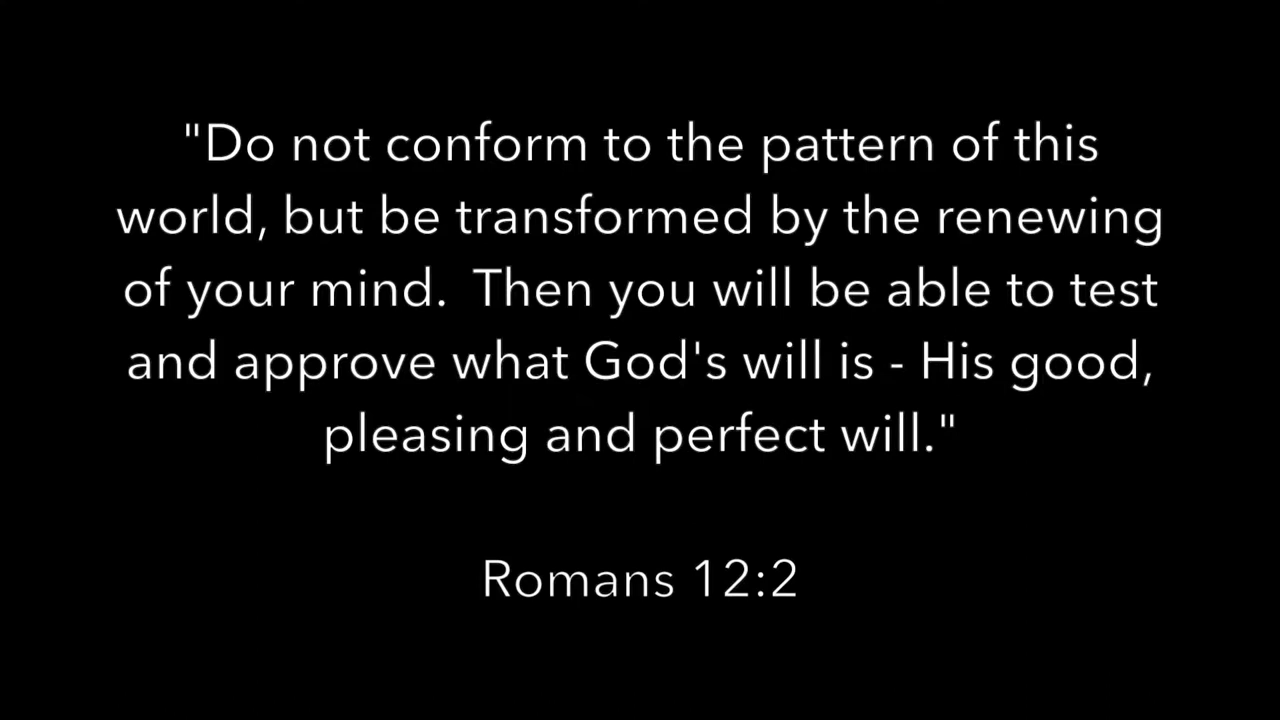 "Do not conform to the pattern of this
world, but be transformed by the renewing
of your mind.  Then you will be able to test
and approve what God's will is - His good,
pleasing and perfect will."
Romans 12:2